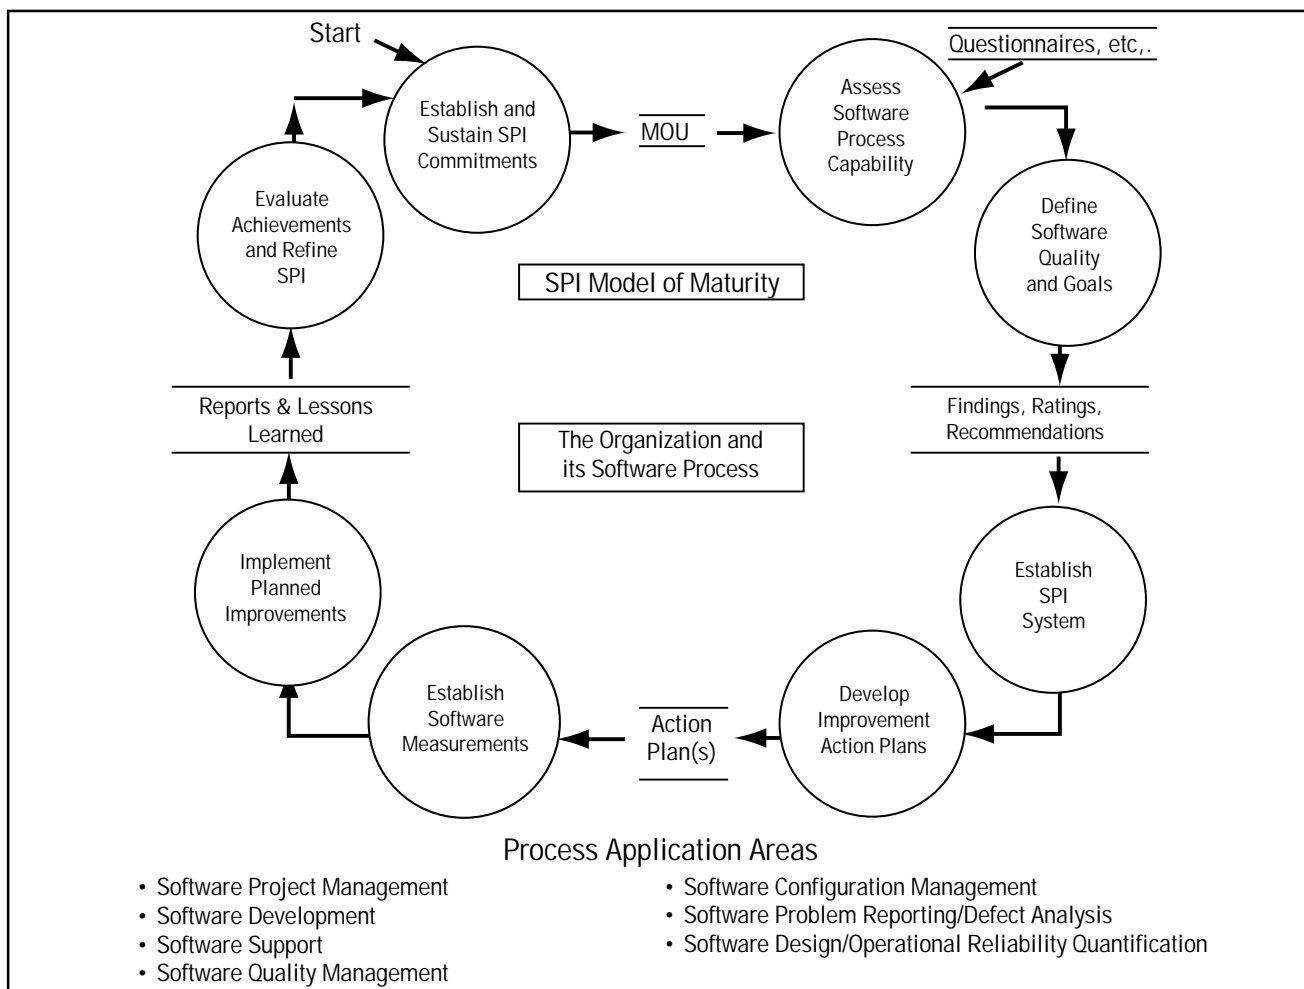 Start
Establish and
Sustain SPI
Commitments
MOU
Assess
Software
Process
Capability
Questionnaires, etc,.
Define
Software
Quality
and Goals
Findings, Ratings,
Recommendations
Establish
SPI
System
Develop
Improvement
Action Plans
Action
Plan(s)
Establish
Software
Measurements
Implement
Planned
Improvements
Reports & Lessons
Learned
Evaluate
Achievements
and Refine
SPI
SPI Model of Maturity
The Organization and
its Software Process
Process Application Areas
• Software Project Management
• Software Development
• Software Support
• Software Quality Management
• Software Configuration Management
• Software Problem Reporting/Defect Analysis
• Software Design/Operational Reliability Quantification